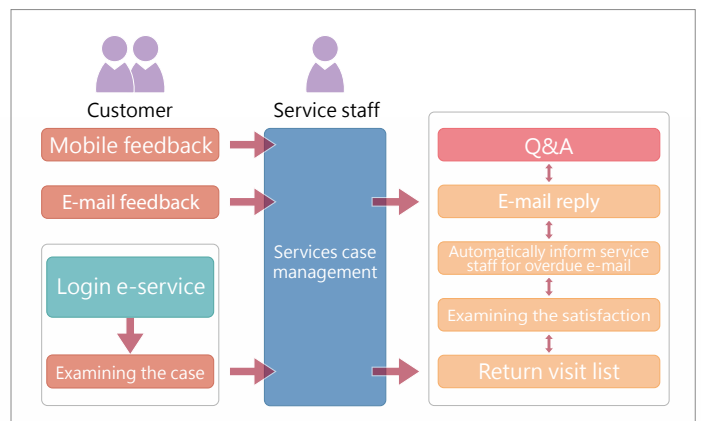 Customer
Service staff
Mobile feedback
E-mail feedback
Login e-service
Examining the case
Services case
management
Q&A
E-mail reply
Automatically inform service
staff for overdue e-mail
Examining the satisfaction
Return visit list